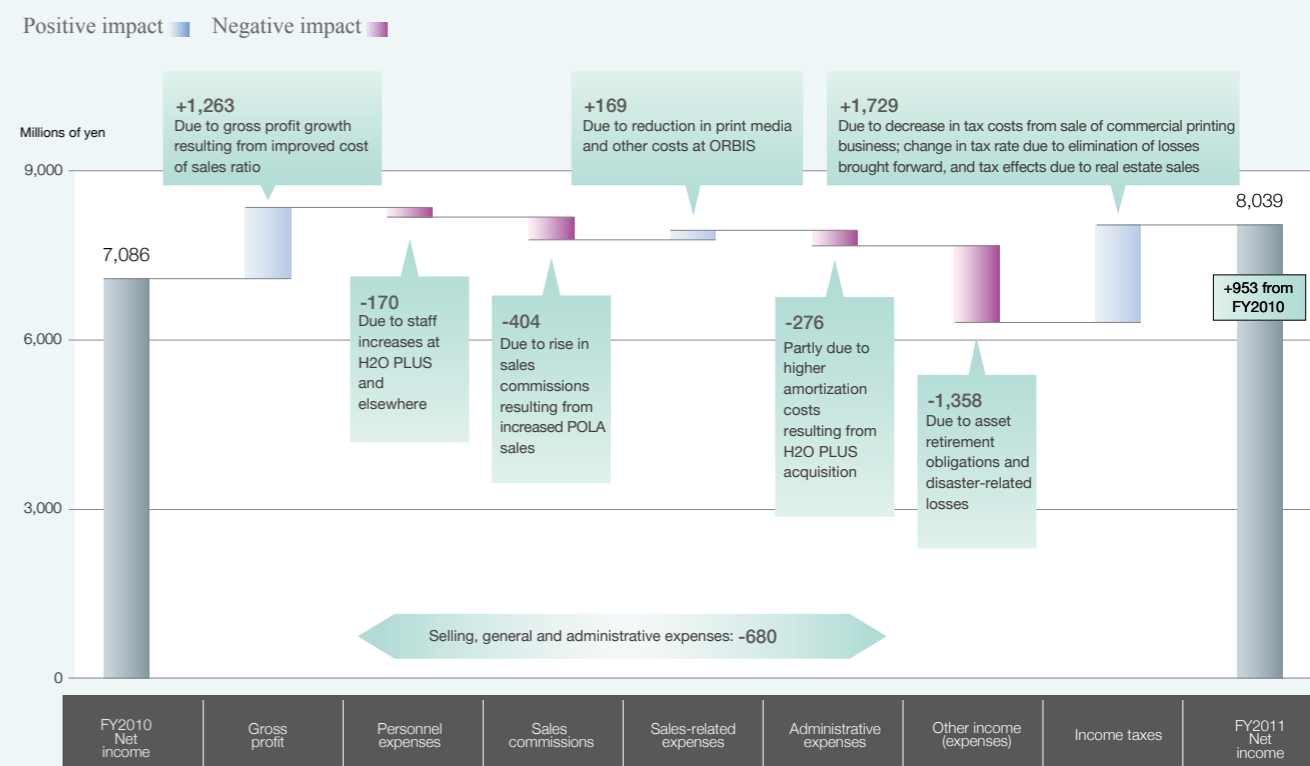 Positive impact
Negative impact
Millions of yen
+1,263
Due to gross profit growth
resulting from improved cost
of sales ratio
+169
Due to reduction in print media
and other costs at ORBIS
+1,729
Due to decrease in tax costs from sale of commercial printing
business; change in tax rate due to elimination of losses
brought forward, and tax effects due to real estate sales
9,000
6,000
3,000
0
7,086
8,039
+953 from
FY2010
-170
Due to staff
increases at
H2O PLUS
and
elsewhere
-404
Due to rise in
sales
commissions
resulting from
increased POLA
sales
-276
Partly due to
higher
amortization
costs
resulting from
H2O PLUS
acquisition
-1,358
Due to asset
retirement
obligations and
disaster-related
losses
Selling, general and administrative expenses: -680
FY2010
Net
income
Gross
profit
Personnel
expenses
Sales
commissions
Sales-related
expenses
Administrative
expenses
Other income
(expenses)
Income taxes
FY2011
Net
income